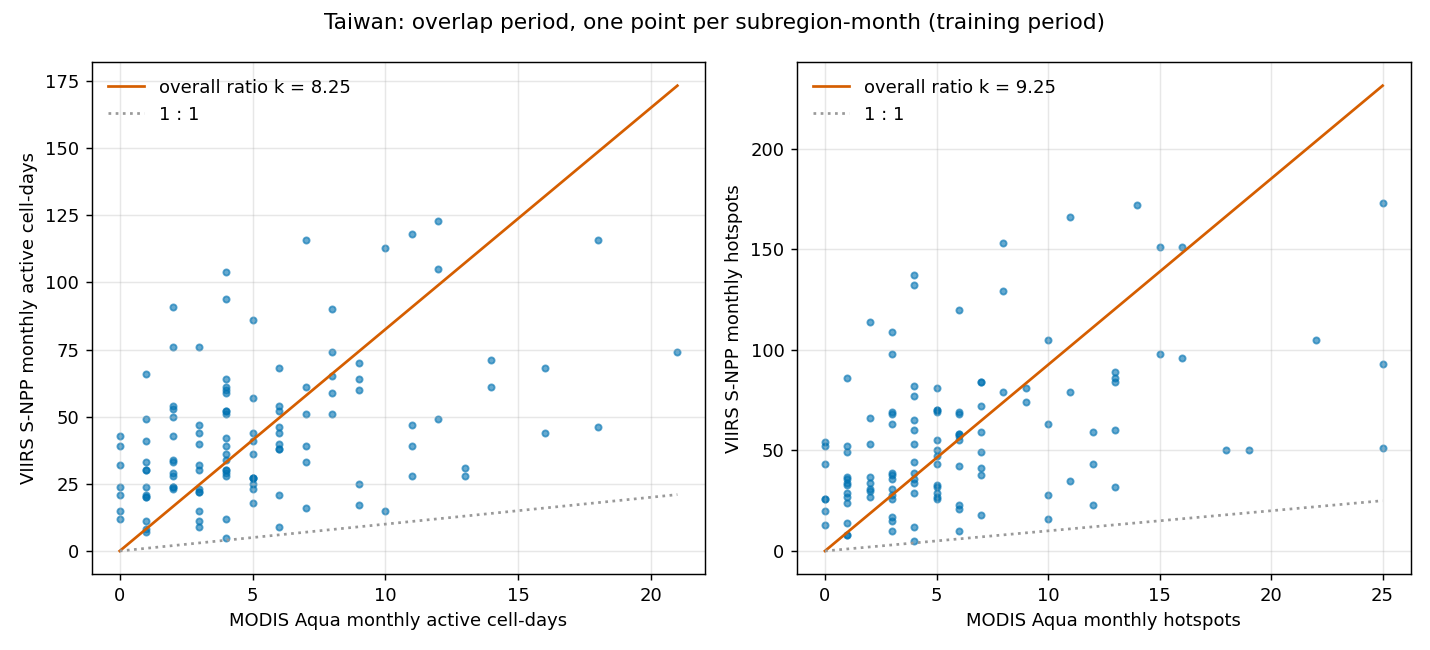 Taiwan: overlap period, one point per subregion-month (training period)
overall ratio k = 8.25
1 : 1
175
150
125
100
75
50
25
0
VIIRS S-NPP monthly active cell-days
0 5 10 15 20
MODIS Aqua monthly active cell-days
overall ratio k = 9.25
1 : 1
200
150
100
50
0
VIIRS S-NPP monthly hotspots
0 5 10 15 20 25
MODIS Aqua monthly hotspots